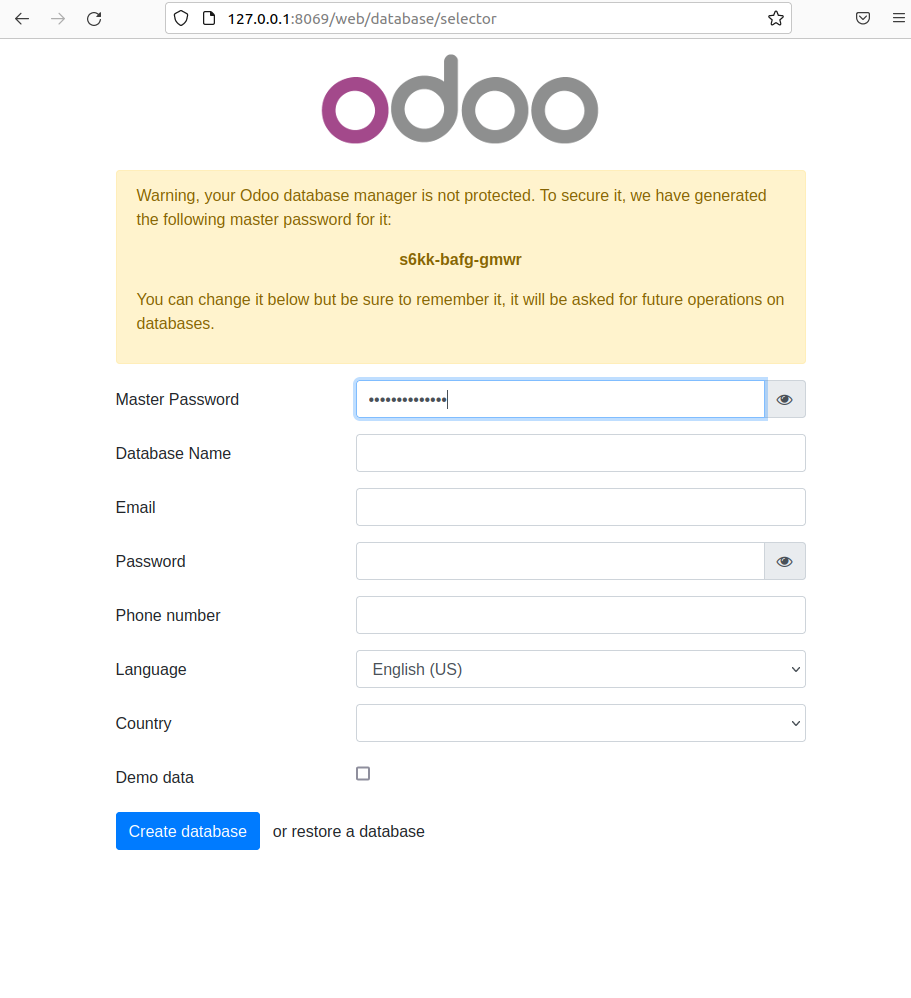 127.0.0.1:8069/web/database/selector
odoo
Warning, your Odoo database manager is not protected. To secure it, we have generated
the following master password for it:
s6kk-bafg-gmwr
You can change it below but be sure to remember it, it will be asked for future operations on
databases.
Master Password ••••••••••••••
Database Name
Email
Password
Phone number
Language English (US)
Country
Demo data
Create database or restore a database